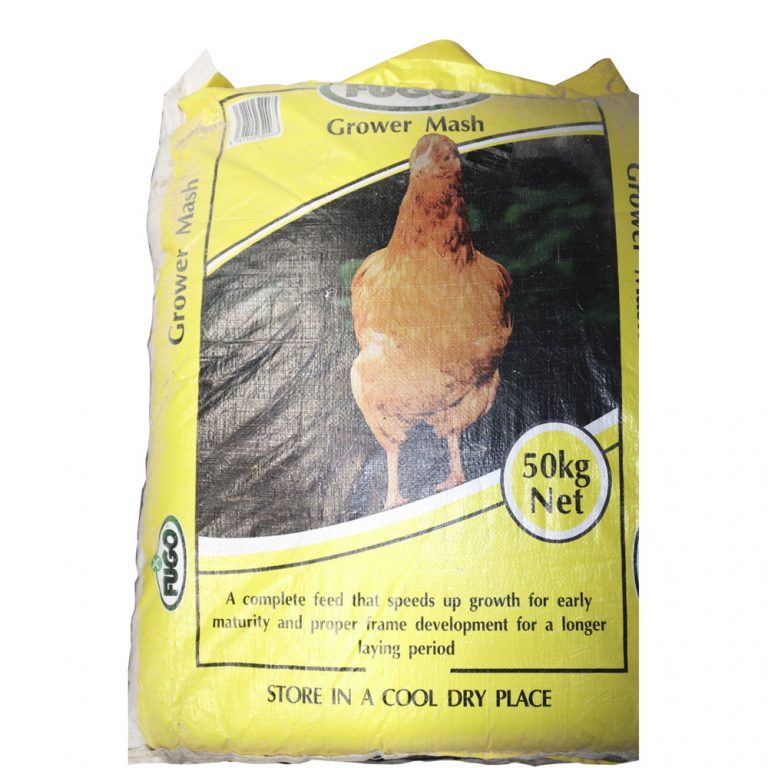 FUGO
Grower Mash
Grower Mash
Grower
50kg
Net
FUGO
A complete feed that speeds up growth for early
maturity and proper frame development for a longer
laying period
STORE IN A COOL DRY PLACE